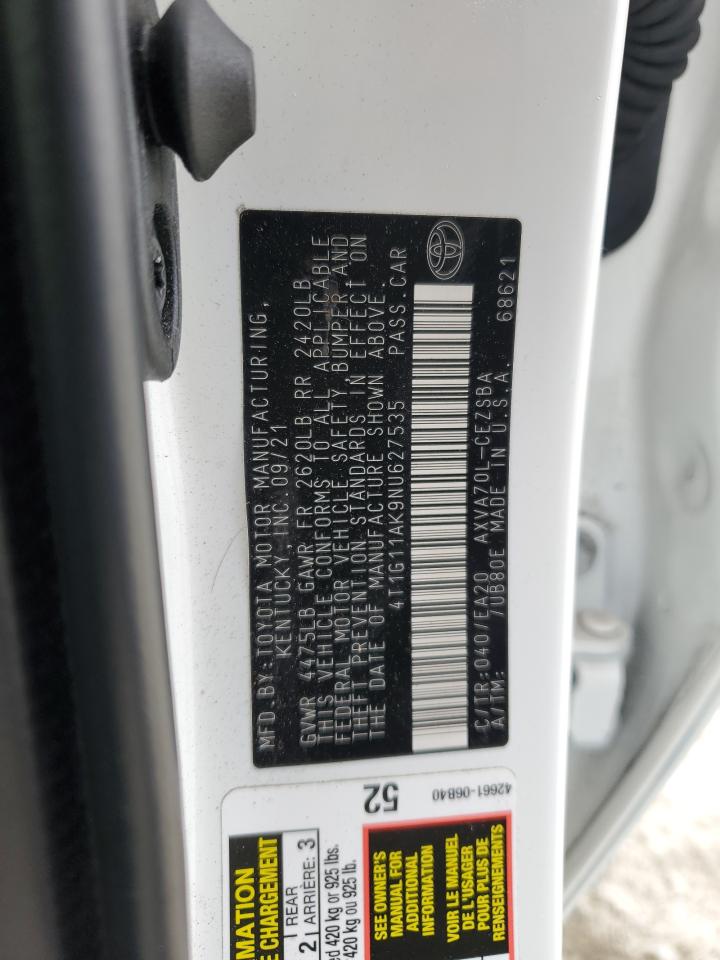 MFD.BY:TOYOTA MOTOR MANUFACTURING,
KENTUCKY, INC. 09/21
GVWR 4475LB GAWR FR 2620LB RR 2420LB
THIS VEHICLE CONFORMS TO ALL APPLICABLE
FEDERAL MOTOR VEHICLE SAFETY, BUMPER, AND
THEFT PREVENTION STANDARDS IN EFFECT ON
THE DATE OF MANUFACTURE SHOWN ABOVE.
4T1G11AK9NU627535 PASS.CAR
C/TR:040/EA20 AXVA70L-CEZSBA
A/TM: /UB80E MADE IN U.S.A. 68621
52
42661-06B40
MATION
E CHARGEMENT
2 REAR
ARRIÈRE: 3
ed 420 kg or 925 lbs.
420 kg ou 925 lb.
SEE OWNER'S
MANUAL FOR
ADDITIONAL
INFORMATION
VOIR LE MANUEL
DE L'USAGER
POUR PLUS DE
RENSEIGNEMENTS